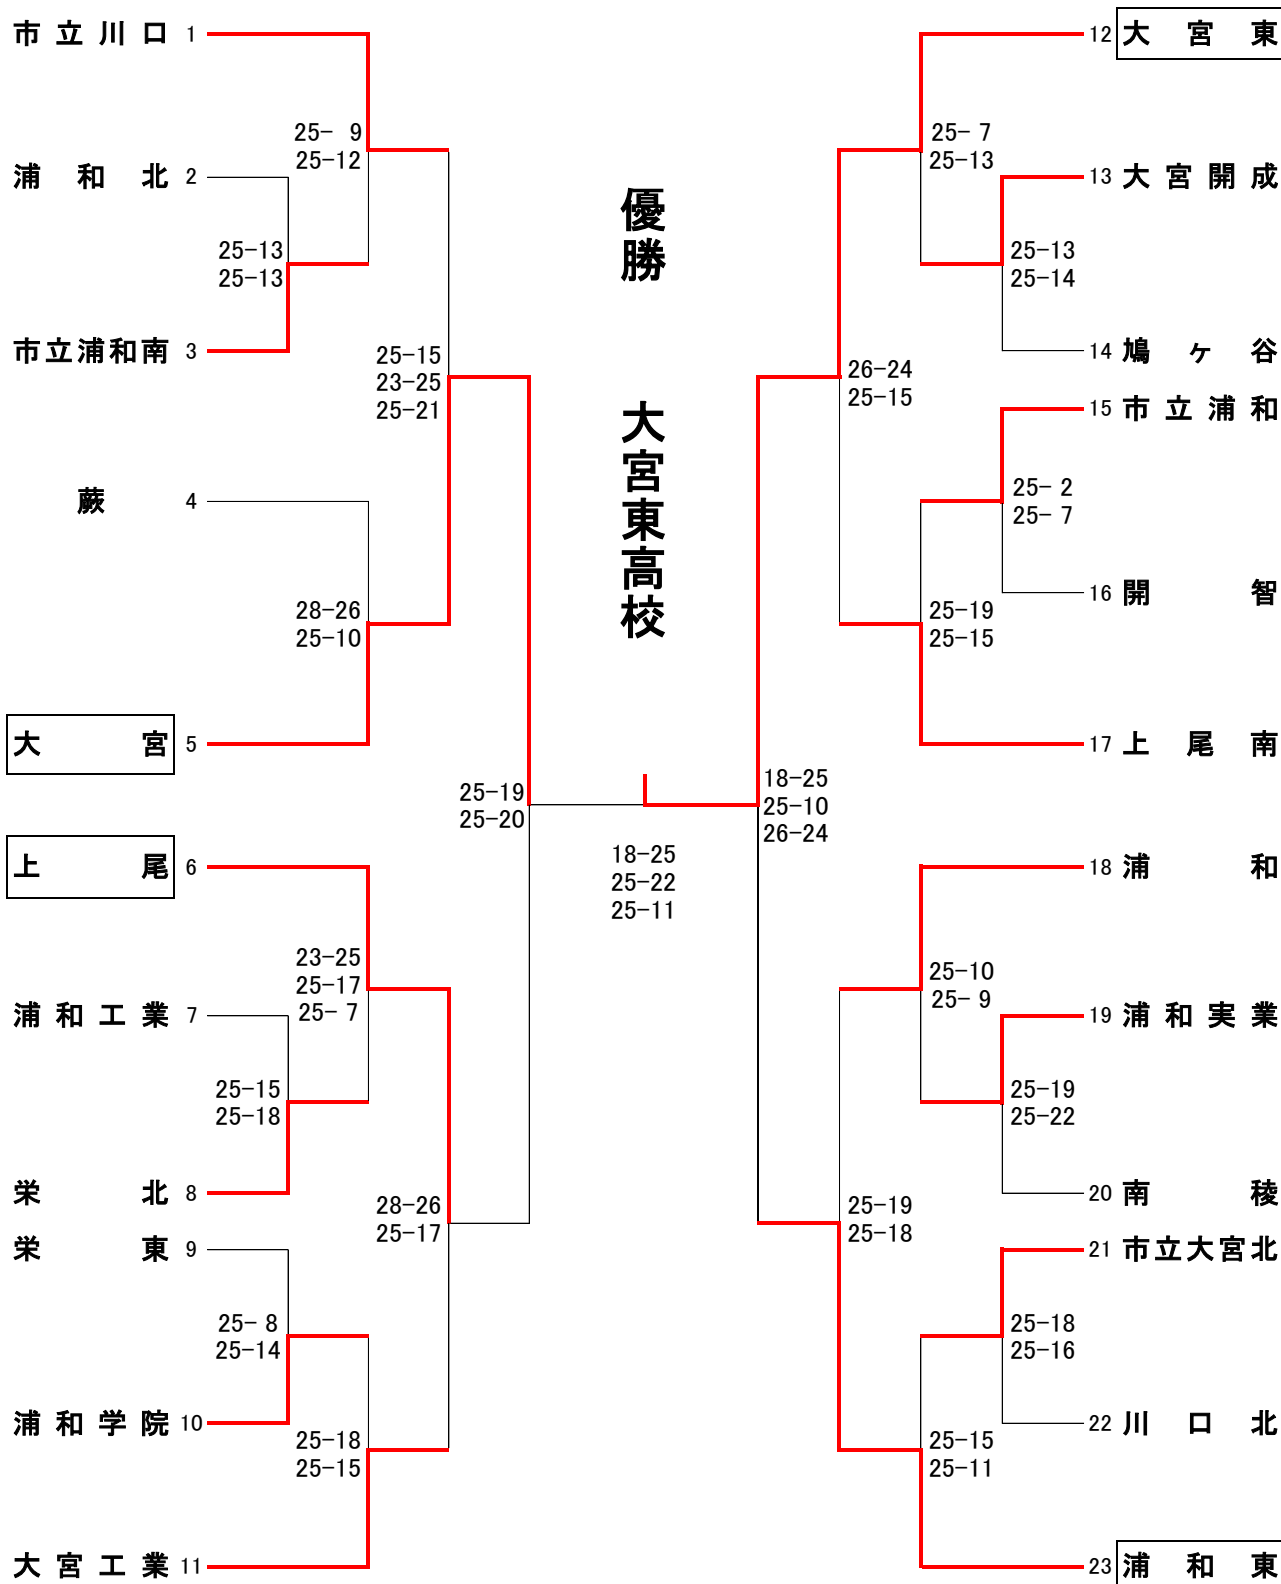 市立川口 1
25- 9
25-12
浦和北 2
25-13
25-13
市立浦和南 3
25-15
23-25
25-21
蕨 4
28-26
25-10
大宮 5
25-19
25-20
上尾 6
23-25
25-17
25- 7
浦和工業 7
25-15
25-18
栄北 8
28-26
25-17
栄東 9
25- 8
25-14
浦和学院 10
25-18
25-15
大宮工業 11
優勝 大宮東高校
18-25
25-22
25-11
12 大宮東
25- 7
25-13
13 大宮開成
25-13
25-14
14 鳩ヶ谷
26-24
25-15
15 市立浦和
25- 2
25- 7
16 開智
25-19
25-15
17 上尾南
18-25
25-10
26-24
18 浦和
25-10
25- 9
19 浦和実業
25-19
25-22
20 南稜
25-19
25-18
21 市立大宮北
25-18
25-16
22 川口北
25-15
25-11
23 浦和東